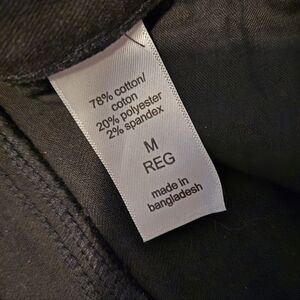 78% cotton/
coton
20% polyester
2% spandex
M
REG
made in
bangladesh